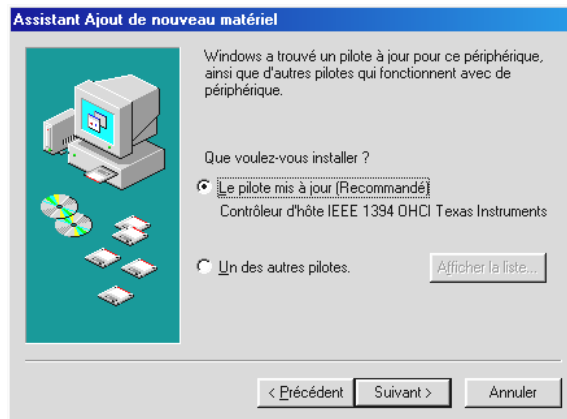 Assistant Ajout de nouveau matériel
Windows a trouvé un pilote à jour pour ce périphérique,
ainsi que d'autres pilotes qui fonctionnent avec de
périphérique.
Que voulez-vous installer ?
Le pilote mis à jour (Recommandé)
Contrôleur d'hôte IEEE 1394 OHCI Texas Instruments
Un des autres pilotes.
Afficher la liste...
< Précédent
Suivant >
Annuler